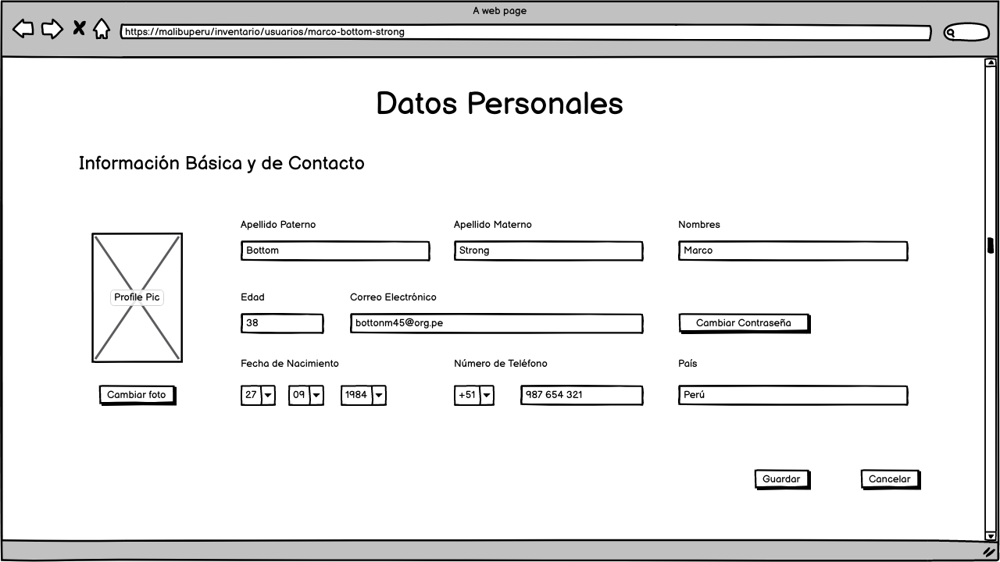 A web page
https://malibuperu/inventario/usuarios/marco-bottom-strong
Datos Personales
Información Básica y de Contacto
Apellido Paterno Apellido Materno Nombres
Bottom Strong Marco
Profile Pic
Edad Correo Electrónico
38 bottonm45@org.pe Cambiar Contraseña
Fecha de Nacimiento Número de Teléfono País
Cambiar foto 27 09 1984 +51 987 654 321 Perú
Guardar Cancelar